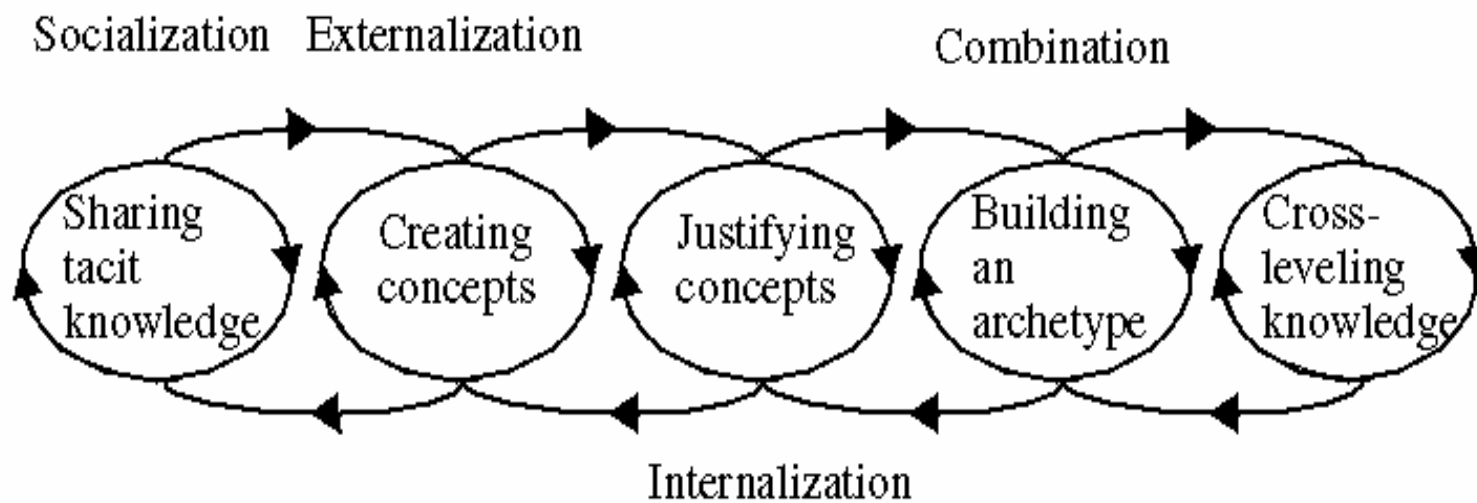 Socialization Externalization
Combination
Sharing
tacit
knowledge
Creating
concepts
Justifying
concepts
Building
an
archetype
Cross-
leveling
knowledge
Internalization